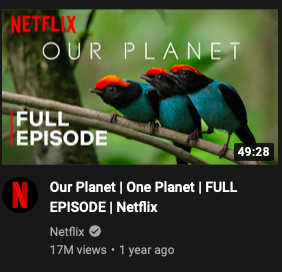 NETFLIX
OUR PLANET
FULL
EPISODE
49:28
N
Our Planet | One Planet | FULL
EPISODE | Netflix
Netflix
17M views • 1 year ago